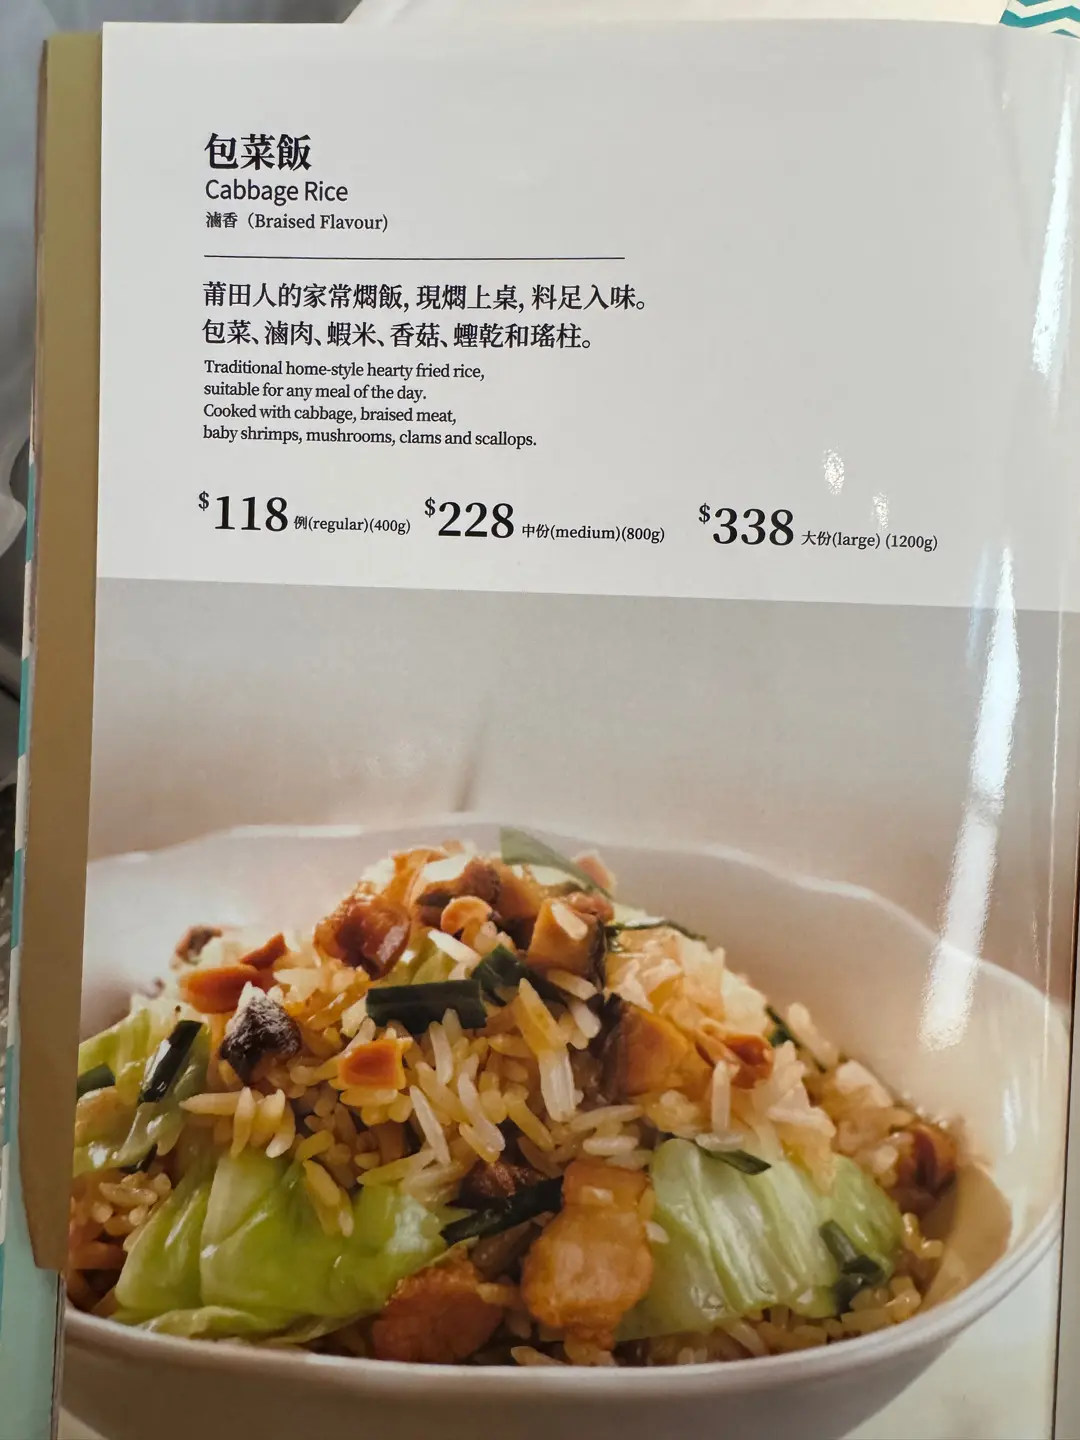 包菜飯
Cabbage Rice
滷香（Braised Flavour）
莆田人的家常燜飯, 現燜上桌, 料足入味。
包菜、滷肉、蝦米、香菇、蟶乾和瑤柱。
Traditional home-style hearty fried rice,
suitable for any meal of the day.
Cooked with cabbage, braised meat,
baby shrimps, mushrooms, clams and scallops.
$118 例(regular)(400g) $228 中份(medium)(800g) $338 大份(large) (1200g)